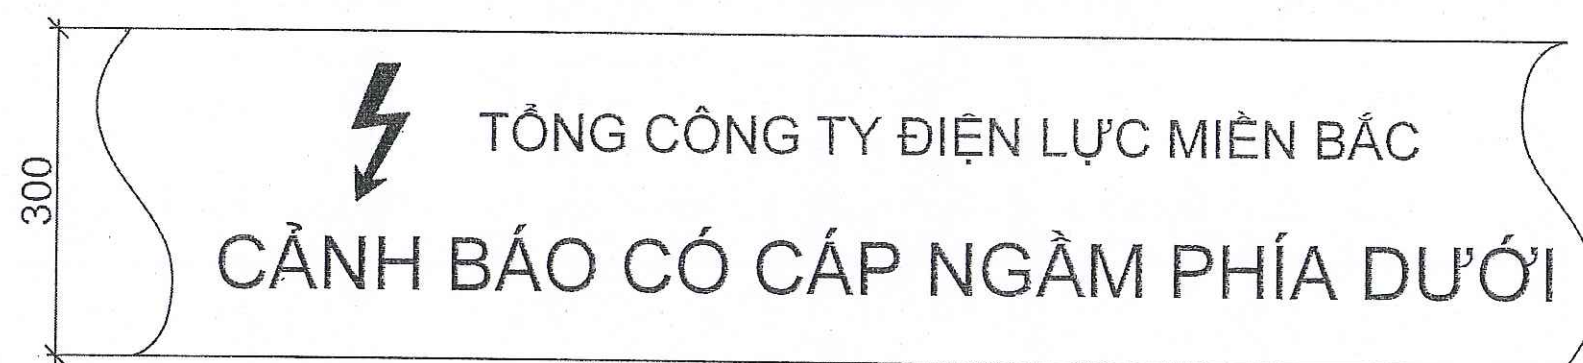 TỔNG CÔNG TY ĐIỆN LỰC MIỀN BẮC
300
CẢNH BÁO CÓ CÁP NGẦM PHÍA DƯỚI